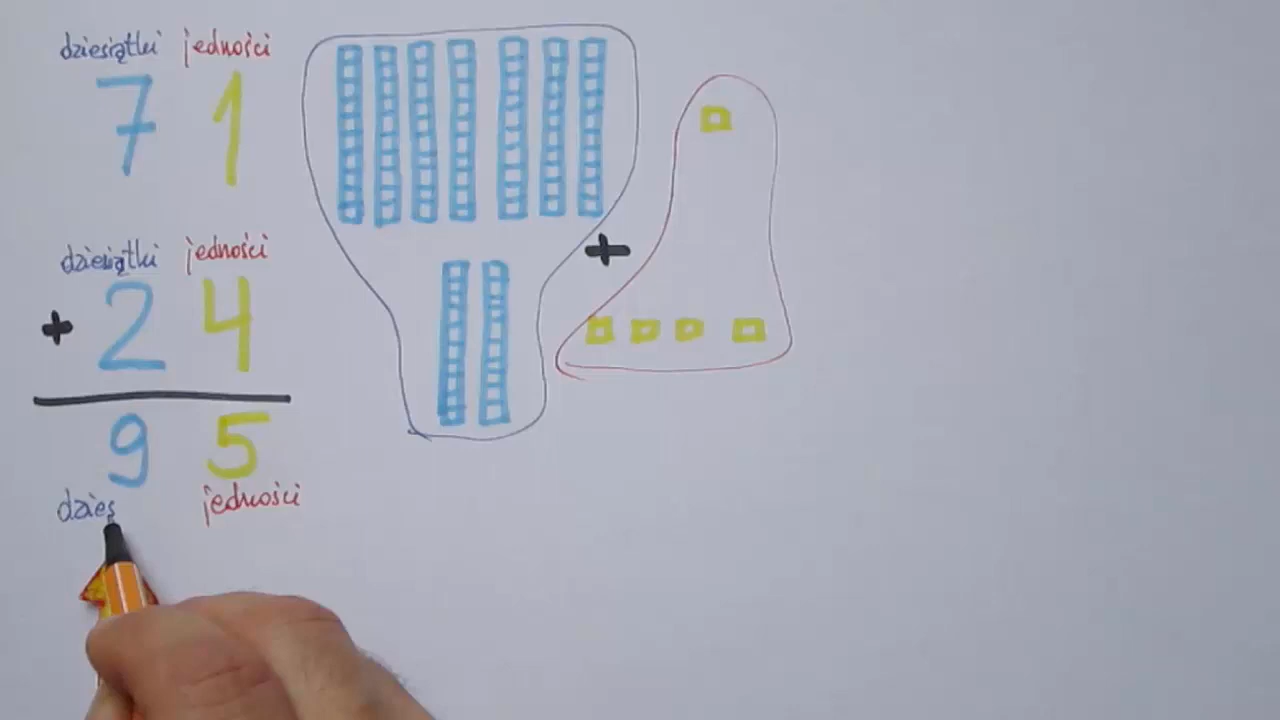 dziesiątki jedności
7 1
dziesiątki jedności
+ 2 4
9 5
dzies jedności
+